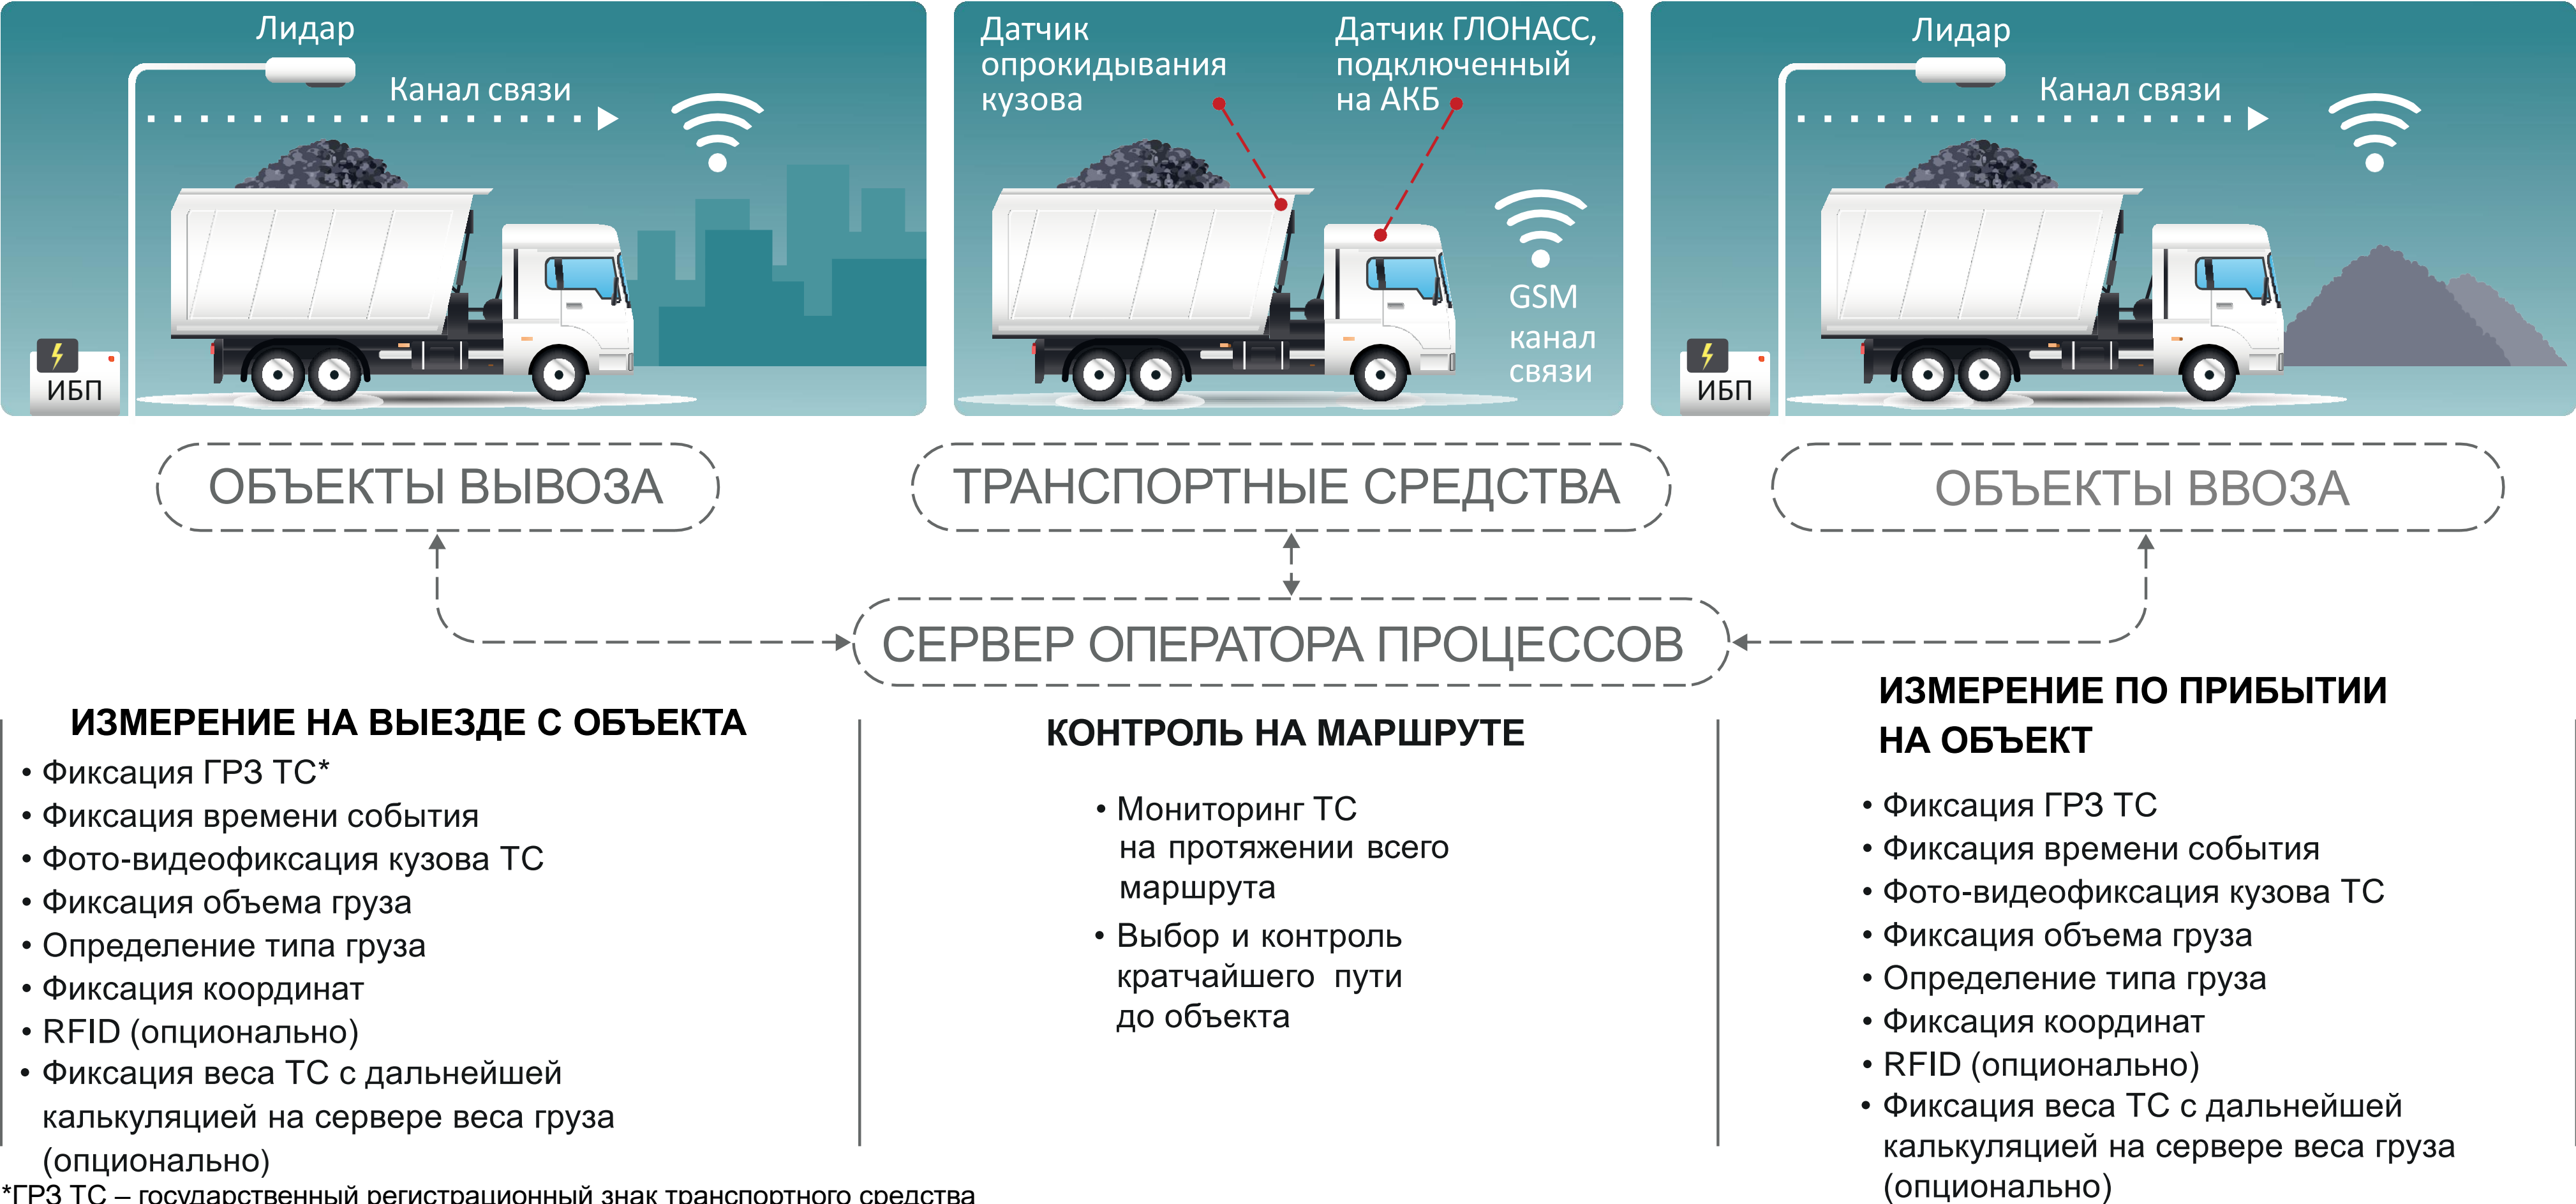 Лидар
Канал связи
ИБП
Датчик
опрокидывания
кузова
Датчик ГЛОНАСС,
подключенный
на АКБ
GSM
канал
связи
Лидар
Канал связи
ИБП
ОБЪЕКТЫ ВЫВОЗА
ТРАНСПОРТНЫЕ СРЕДСТВА
ОБЪЕКТЫ ВВОЗА
СЕРВЕР ОПЕРАТОРА ПРОЦЕССОВ
ИЗМЕРЕНИЕ НА ВЫЕЗДЕ С ОБЪЕКТА
• Фиксация ГРЗ ТС*
• Фиксация времени события
• Фото-видеофиксация кузова ТС
• Фиксация объема груза
• Определение типа груза
• Фиксация координат
• RFID (опционально)
• Фиксация веса ТС с дальнейшей
калькуляцией на сервере веса груза
(опционально)
*ГРЗ ТС – государственный регистрационный знак транспортного средства
КОНТРОЛЬ НА МАРШРУТЕ
• Мониторинг ТС
на протяжении всего
маршрута
• Выбор и контроль
кратчайшего пути
до объекта
ИЗМЕРЕНИЕ ПО ПРИБЫТИИ
НА ОБЪЕКТ
• Фиксация ГРЗ ТС
• Фиксация времени события
• Фото-видеофиксация кузова ТС
• Фиксация объема груза
• Определение типа груза
• Фиксация координат
• RFID (опционально)
• Фиксация веса ТС с дальнейшей
калькуляцией на сервере веса груза
(опционально)